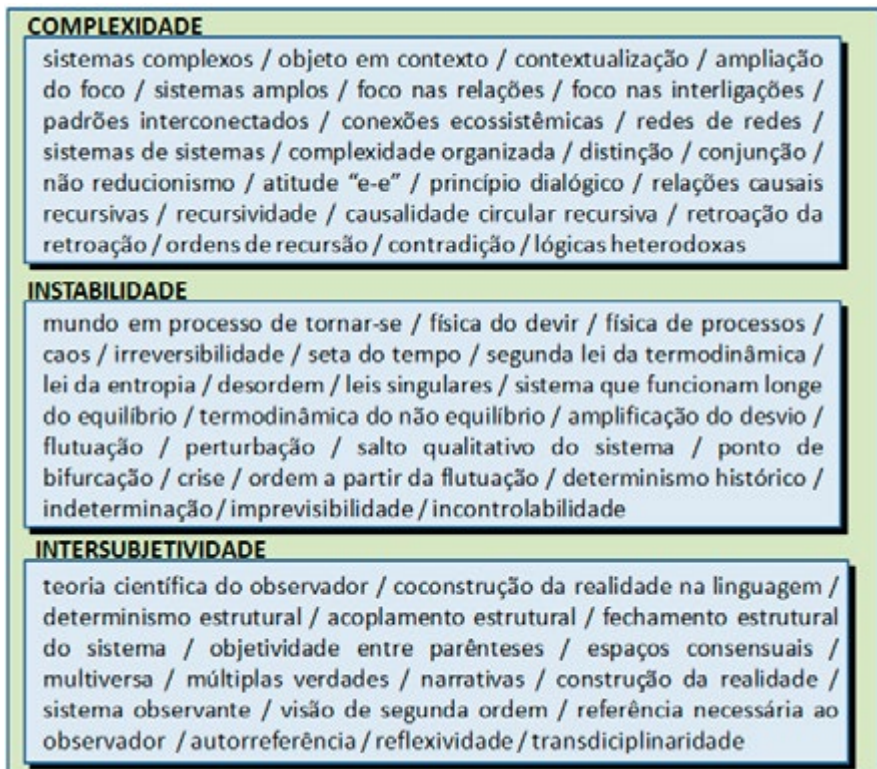 COMPLEXIDADE
sistemas complexos / objeto em contexto / contextualização / ampliação
do foco / sistemas amplos / foco nas relações / foco nas interligações /
padrões interconectados / conexões ecossistêmicas / redes de redes /
sistemas de sistemas / complexidade organizada / distinção / conjunção /
não reducionismo / atitude “e-e” / princípio dialógico / relações causais
recursivas / recursividade / causalidade circular recursiva / retroação da
retroação / ordens de recursão / contradição / lógicas heterodoxas
INSTABILIDADE
mundo em processo de tornar-se / física do devir / física de processos /
caos / irreversibilidade / seta do tempo / segunda lei da termodinâmica /
lei da entropia / desordem / leis singulares / sistema que funcionam longe
do equilíbrio / termodinâmica do não equilíbrio / amplificação do desvio /
flutuação / perturbação / salto qualitativo do sistema / ponto de
bifurcação / crise / ordem a partir da flutuação / determinismo histórico /
indeterminação / imprevisibilidade / incontrolabilidade
INTERSUBJETIVIDADE
teoria científica do observador / coconstrução da realidade na linguagem /
determinismo estrutural / acoplamento estrutural / fechamento estrutural
do sistema / objetividade entre parênteses / espaços consensuais /
multiversa / múltiplas verdades / narrativas / construção da realidade /
sistema observante / visão de segunda ordem / referência necessária ao
observador / autorreferência / reflexividade / transdiciplinaridade